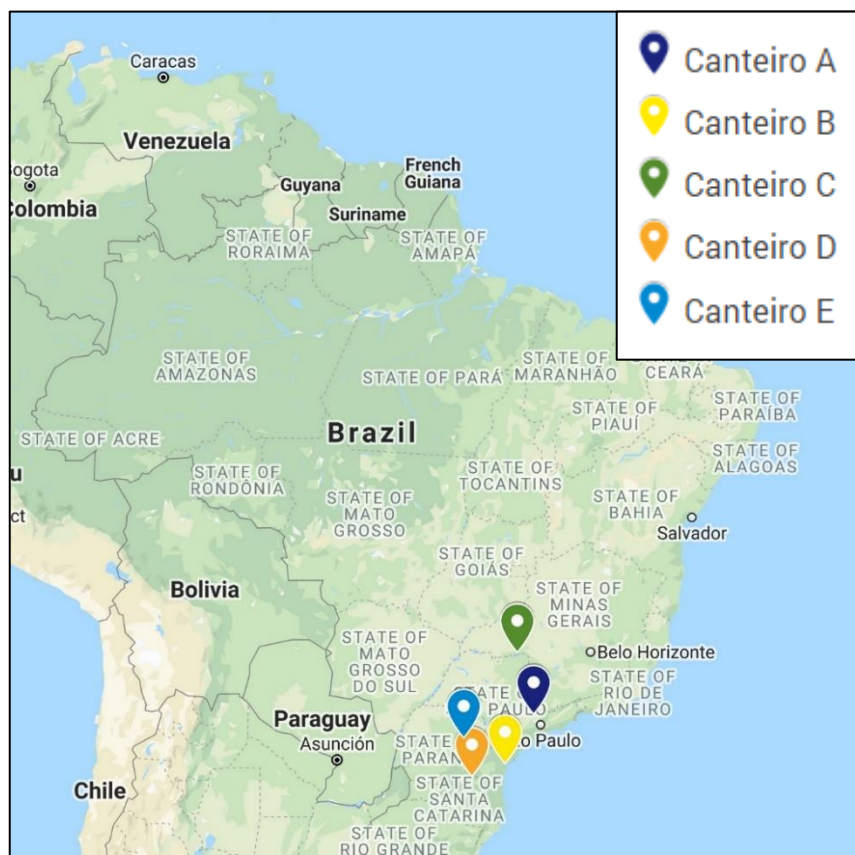 Canteiro A
Canteiro B
Canteiro C
Canteiro D
Canteiro E
Caracas
Venezuela
Bogota
Colombia
Guyana
French
Guiana
Suriname
STATE OF
RORAIMA
STATE OF
AMAPÁ
STATE OF
AMAZONAS
STATE OF PARÁ
STATE OF
MARANHÃO
CEARÁ
STATE OF
PARAÍBA
STATE OF
PIAUÍ
STATE OF ACRE
Brazil
STATE OF
ALAGOAS
STATE OF
RONDÔNIA
STATE OF
MATO
GROSSO
STATE OF
TOCANTINS
STATE OF
BAHIA
Salvador
STATE OF
GOIÁS
Bolivia
STATE OF
MINAS
GERAIS
STATE OF
MATO
GROSSO
DO SUL
Belo Horizonte
STATE OF
RIO DE
JANEIRO
STATE O
PAULO
Paraguay
Asunción
o Paulo
STATE
PARAN
STATE OF
SANTA
CATARINA
Chile
STATE OF
RIO GRANDE